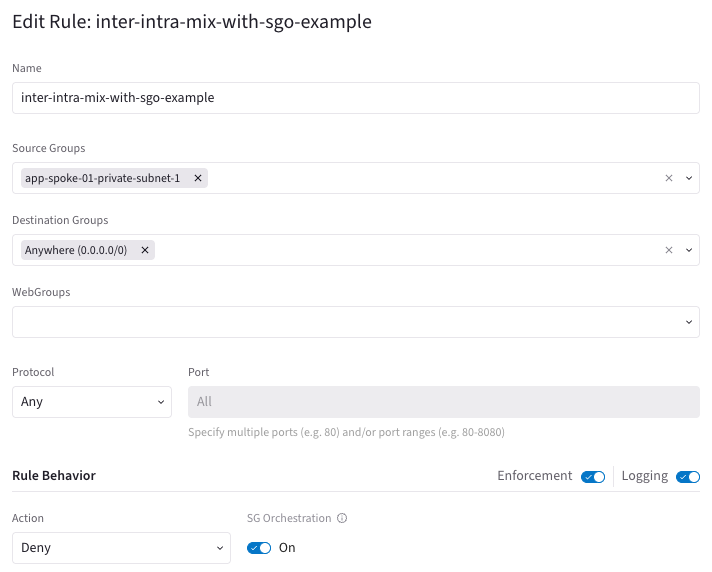 Edit Rule: inter-intra-mix-with-sgo-example
Name
inter-intra-mix-with-sgo-example
Source Groups
app-spoke-01-private-subnet-1
Destination Groups
Anywhere (0.0.0.0/0)
WebGroups
Protocol
Port
Any
All
Specify multiple ports (e.g. 80) and/or port ranges (e.g. 80-8080)
Rule Behavior
Enforcement
Logging
Action
SG Orchestration
Deny
On